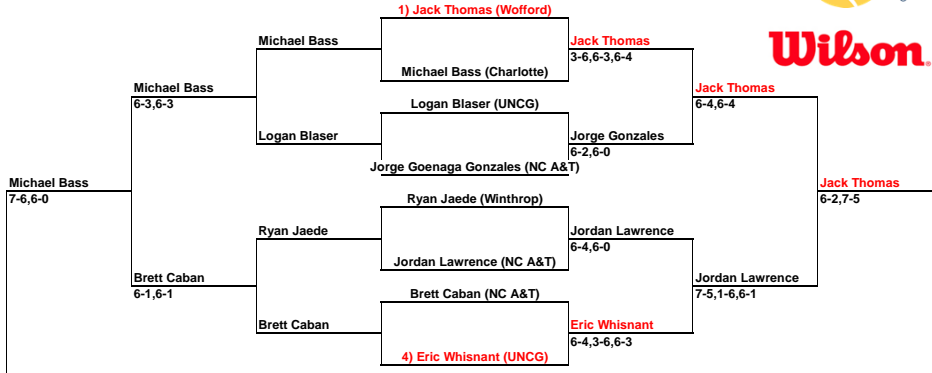 1) Jack Thomas (Wofford)
Michael Bass
Jack Thomas
3-6,6-3,6-4
Wilson.
Michael Bass (Charlotte)
Michael Bass
6-3,6-3
Jack Thomas
6-4,6-4
Logan Blaser (UNCG)
Logan Blaser
Jorge Gonzales
6-2,6-0
Jorge Goenaga Gonzales (NC A&T)
Michael Bass
7-6,6-0
Jack Thomas
6-2,7-5
Ryan Jaede (Winthrop)
Ryan Jaede
Jordan Lawrence
6-4,6-0
Jordan Lawrence (NC A&T)
Brett Caban
6-1,6-1
Jordan Lawrence
7-5,1-6,6-1
Brett Caban (NC A&T)
Brett Caban
Eric Whisnant
6-4,3-6,6-3
4) Eric Whisnant (UNCG)